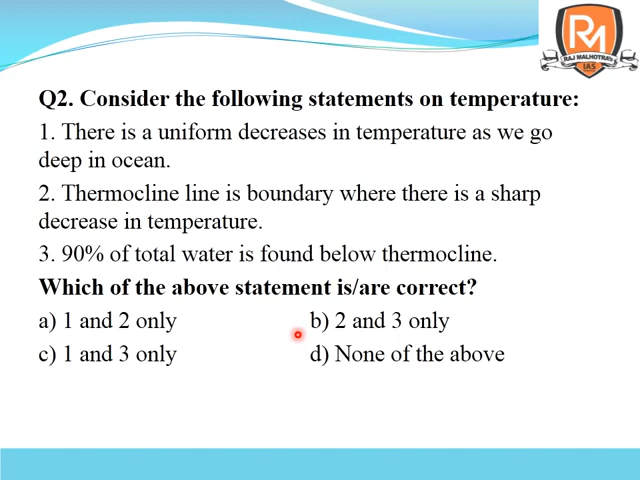 RM
RAJ MALHOTRA's
IAS
Q2. Consider the following statements on temperature:
1. There is a uniform decreases in temperature as we go
deep in ocean.
2. Thermocline line is boundary where there is a sharp
decrease in temperature.
3. 90% of total water is found below thermocline.
Which of the above statement is/are correct?
a) 1 and 2 only b) 2 and 3 only
c) 1 and 3 only d) None of the above